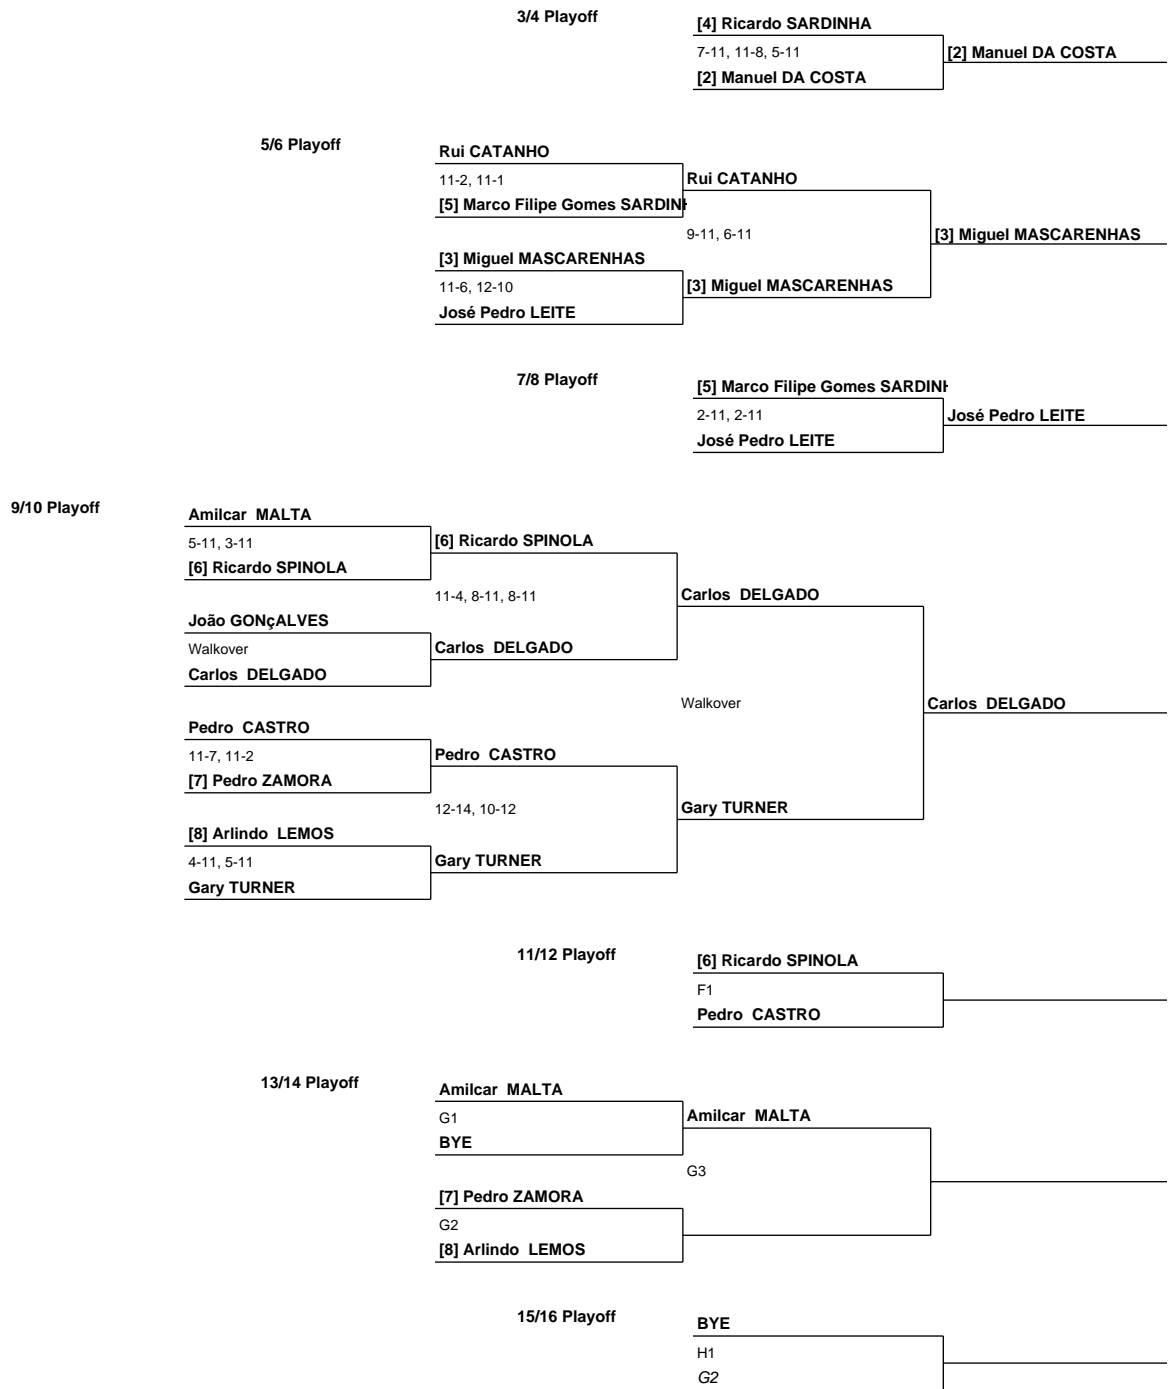 3/4 Playoff
[4] Ricardo SARDINHA
7-11, 11-8, 5-11
[2] Manuel DA COSTA
[2] Manuel DA COSTA
5/6 Playoff
Rui CATANHO
11-2, 11-1
Rui CATANHO
[5] Marco Filipe Gomes SARDINH
9-11, 6-11
[3] Miguel MASCARENHAS
[3] Miguel MASCARENHAS
11-6, 12-10
[3] Miguel MASCARENHAS
José Pedro LEITE
7/8 Playoff
[5] Marco Filipe Gomes SARDINH
2-11, 2-11
José Pedro LEITE
José Pedro LEITE
9/10 Playoff
Amilcar MALTA
5-11, 3-11
[6] Ricardo SPINOLA
[6] Ricardo SPINOLA
11-4, 8-11, 8-11
Carlos DELGADO
João GONçALVES
Walkover
Carlos DELGADO
Carlos DELGADO
Walkover
Carlos DELGADO
Pedro CASTRO
11-7, 11-2
Pedro CASTRO
[7] Pedro ZAMORA
12-14, 10-12
Gary TURNER
[8] Arlindo LEMOS
4-11, 5-11
Gary TURNER
Gary TURNER
11/12 Playoff
[6] Ricardo SPINOLA
F1
Pedro CASTRO
13/14 Playoff
Amilcar MALTA
G1
Amilcar MALTA
BYE
G3
[7] Pedro ZAMORA
G2
[8] Arlindo LEMOS
15/16 Playoff
BYE
H1
G2